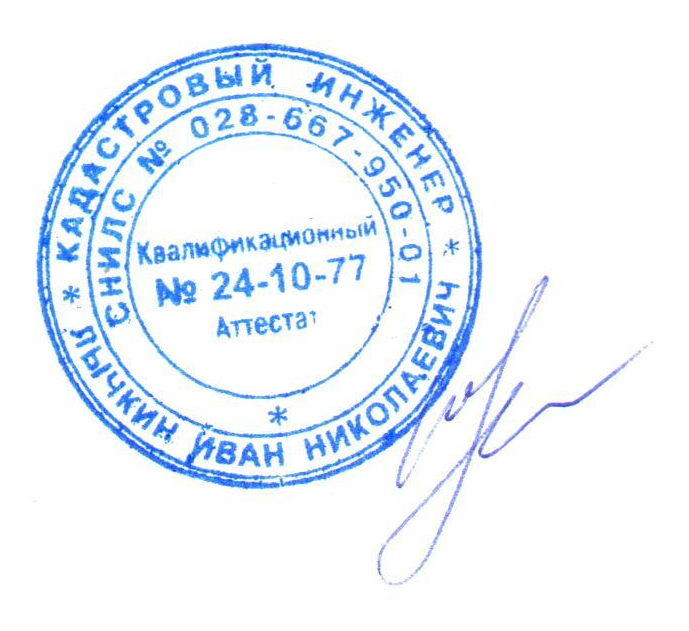 * КАДАСТРОВЫЙ ИНЖЕНЕР *
ЛЫЧКИН ИВАН НИКОЛАЕВИЧ
СНИЛС № 028-667-950-01
*
Квалификационный
№ 24-10-77
Аттестат